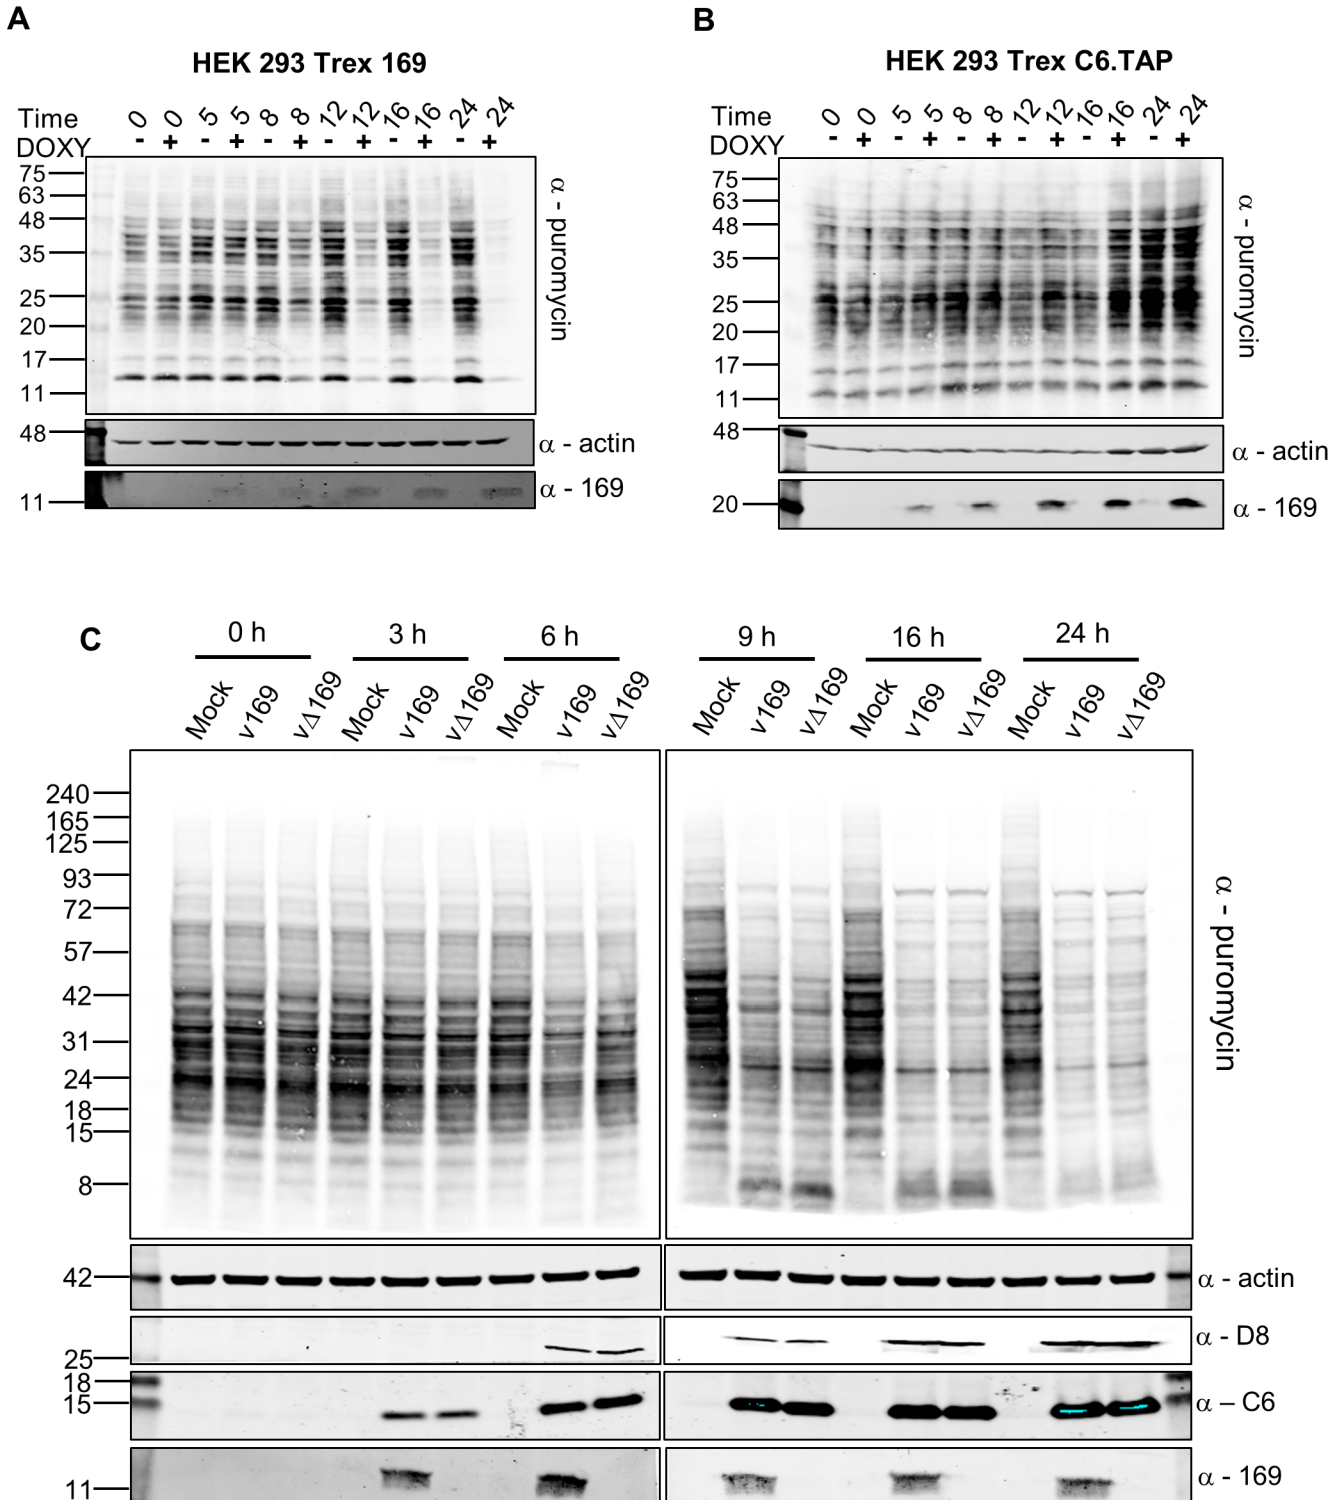 A
HEK 293 Trex 169
Time 0 0 5 5 8 8 12 12 16 16 24 24
DOXY - + - + - + - + - + - +
75
63
48
35
25
20
17
11
α - puromycin
48
α - actin
11
α - 169
B
HEK 293 Trex C6.TAP
Time 0 0 5 5 8 8 12 12 16 16 24 24
DOXY - + - + - + - + - + - +
75
63
48
35
25
20
17
11
α - puromycin
48
α - actin
20
α - 169
C
0 h 3 h 6 h 9 h 16 h 24 h
Mock v169 vΔ169 Mock v169 vΔ169 Mock v169 vΔ169 Mock v169 vΔ169 Mock v169 vΔ169 Mock v169 vΔ169
240
165
125
93
72
57
42
31
24
18
15
8
α - puromycin
42
α - actin
25
α - D8
18
15
α – C6
11
α - 169